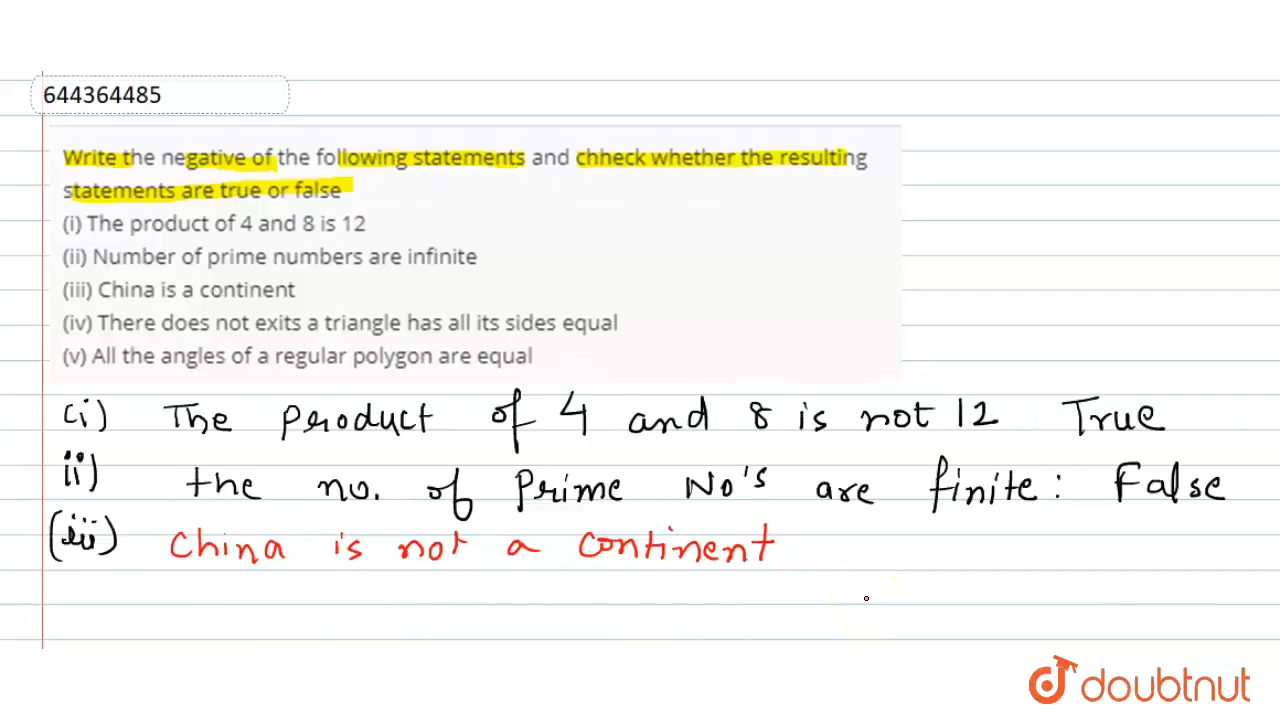 644364485
Write the negative of the following statements and chheck whether the resulting
statements are true or false
(i) The product of 4 and 8 is 12
(ii) Number of prime numbers are infinite
(iii) China is a continent
(iv) There does not exits a triangle has all its sides equal
(v) All the angles of a regular polygon are equal
(i) The product of 4 and 8 is not 12 True
ii) the no. of Prime No's are finite: False
(iii) China is not a continent
doubtnut